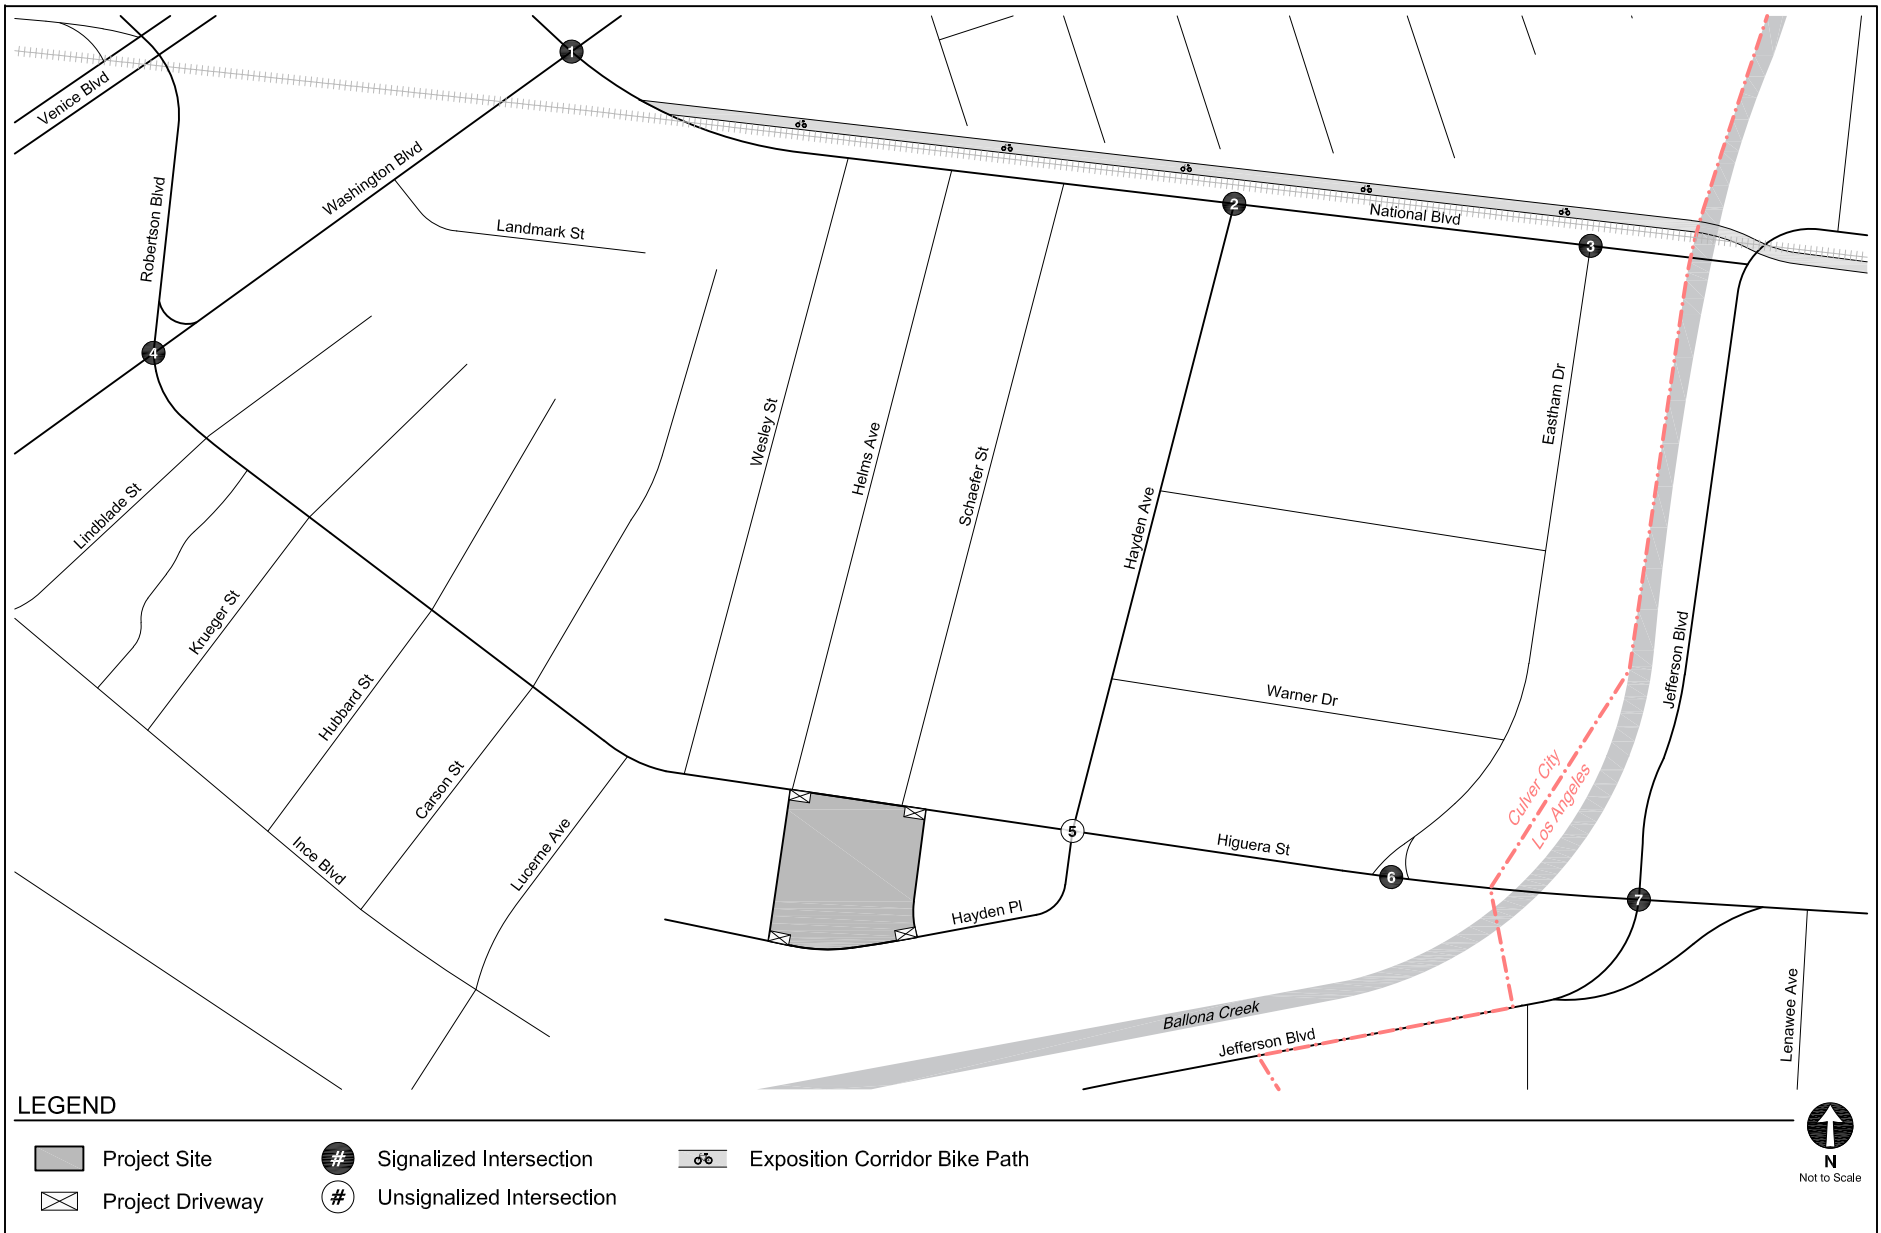 1
Venice Blvd
Washington Blvd
Robertson Blvd
Landmark St
2
National Blvd
3
4
Wesley St
Helms Ave
Schaefer St
Hayden Ave
Eastham Dr
Lindblade St
Krueger St
Hubbard St
Carson St
Lucerne Ave
Ince Blvd
Warner Dr
Jefferson Blvd
Culver City
Los Angeles
5
Higuera St
6
7
Hayden Pl
Ballona Creek
Jefferson Blvd
Lenawee Ave
LEGEND
Project Site
# Signalized Intersection
Exposition Corridor Bike Path
Project Driveway
# Unsignalized Intersection
N
Not to Scale